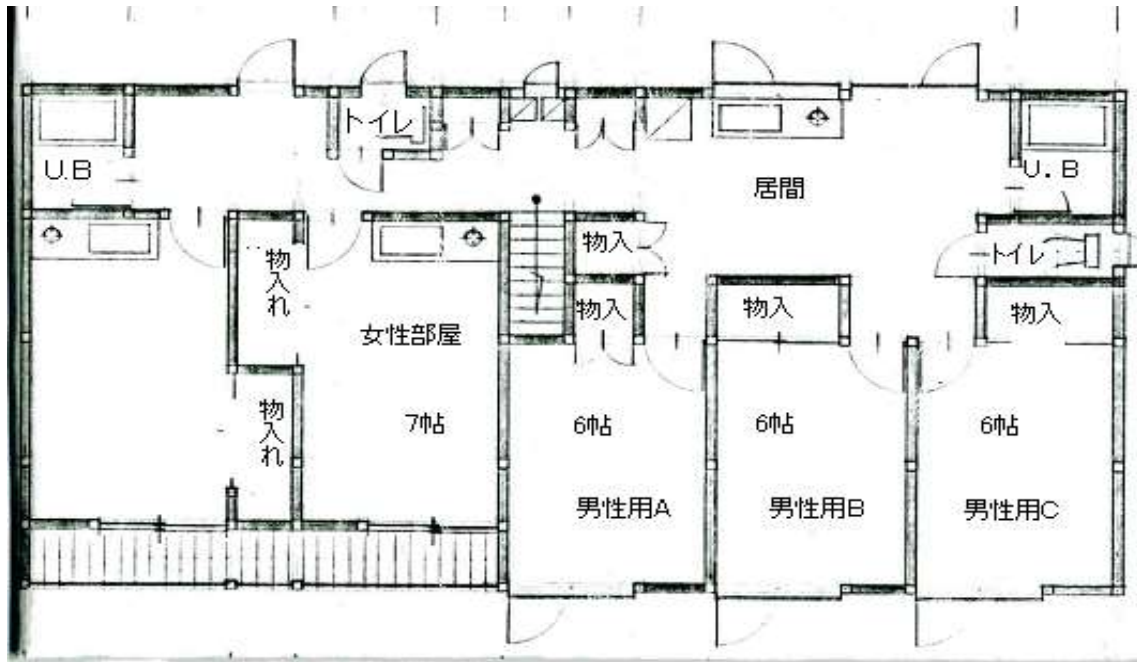 トイレ
U.B
U.B
居間
物入
トイレ
物入れ
物入
物入
物入
女性部屋
物入れ
7帖
6帖
6帖
6帖
男性用A
男性用B
男性用C